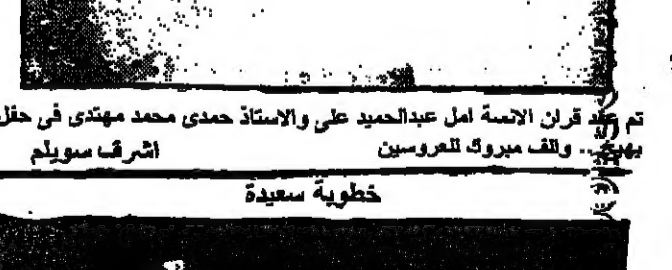 تم عقد قران الانسة امل عبدالحميد على والاستاذ حمدى محمد مهتدى فى حفل
بهيج .. والف مبروك للعروسين اشرف سويلم
خطوبة سعيدة